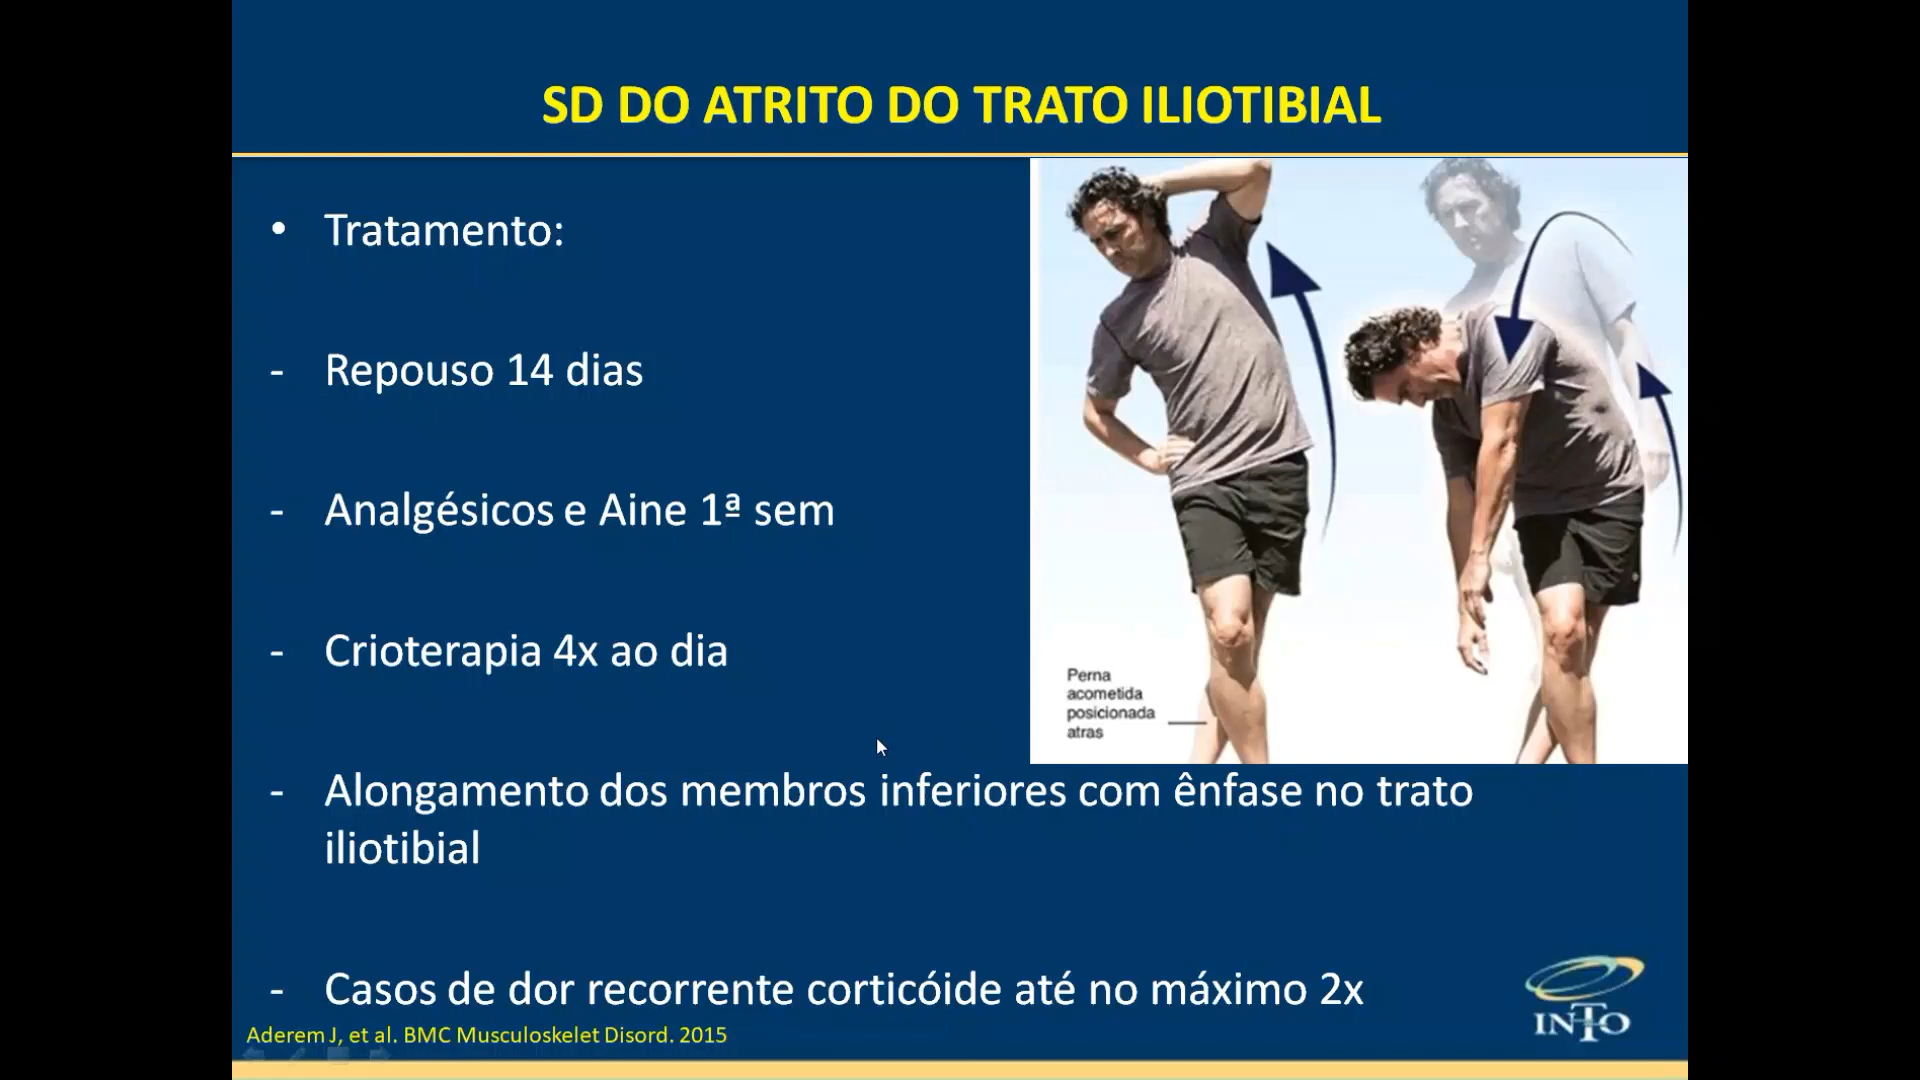 SD DO ATRITO DO TRATO ILIOTIBIAL
• Tratamento:
- Repouso 14 dias
- Analgésicos e Aine 1ª sem
- Crioterapia 4x ao dia
Perna
acometida
posicionada
atras
- Alongamento dos membros inferiores com ênfase no trato
iliotibial
- Casos de dor recorrente corticóide até no máximo 2x
Aderem J, et al. BMC Musculoskelet Disord. 2015
INTO